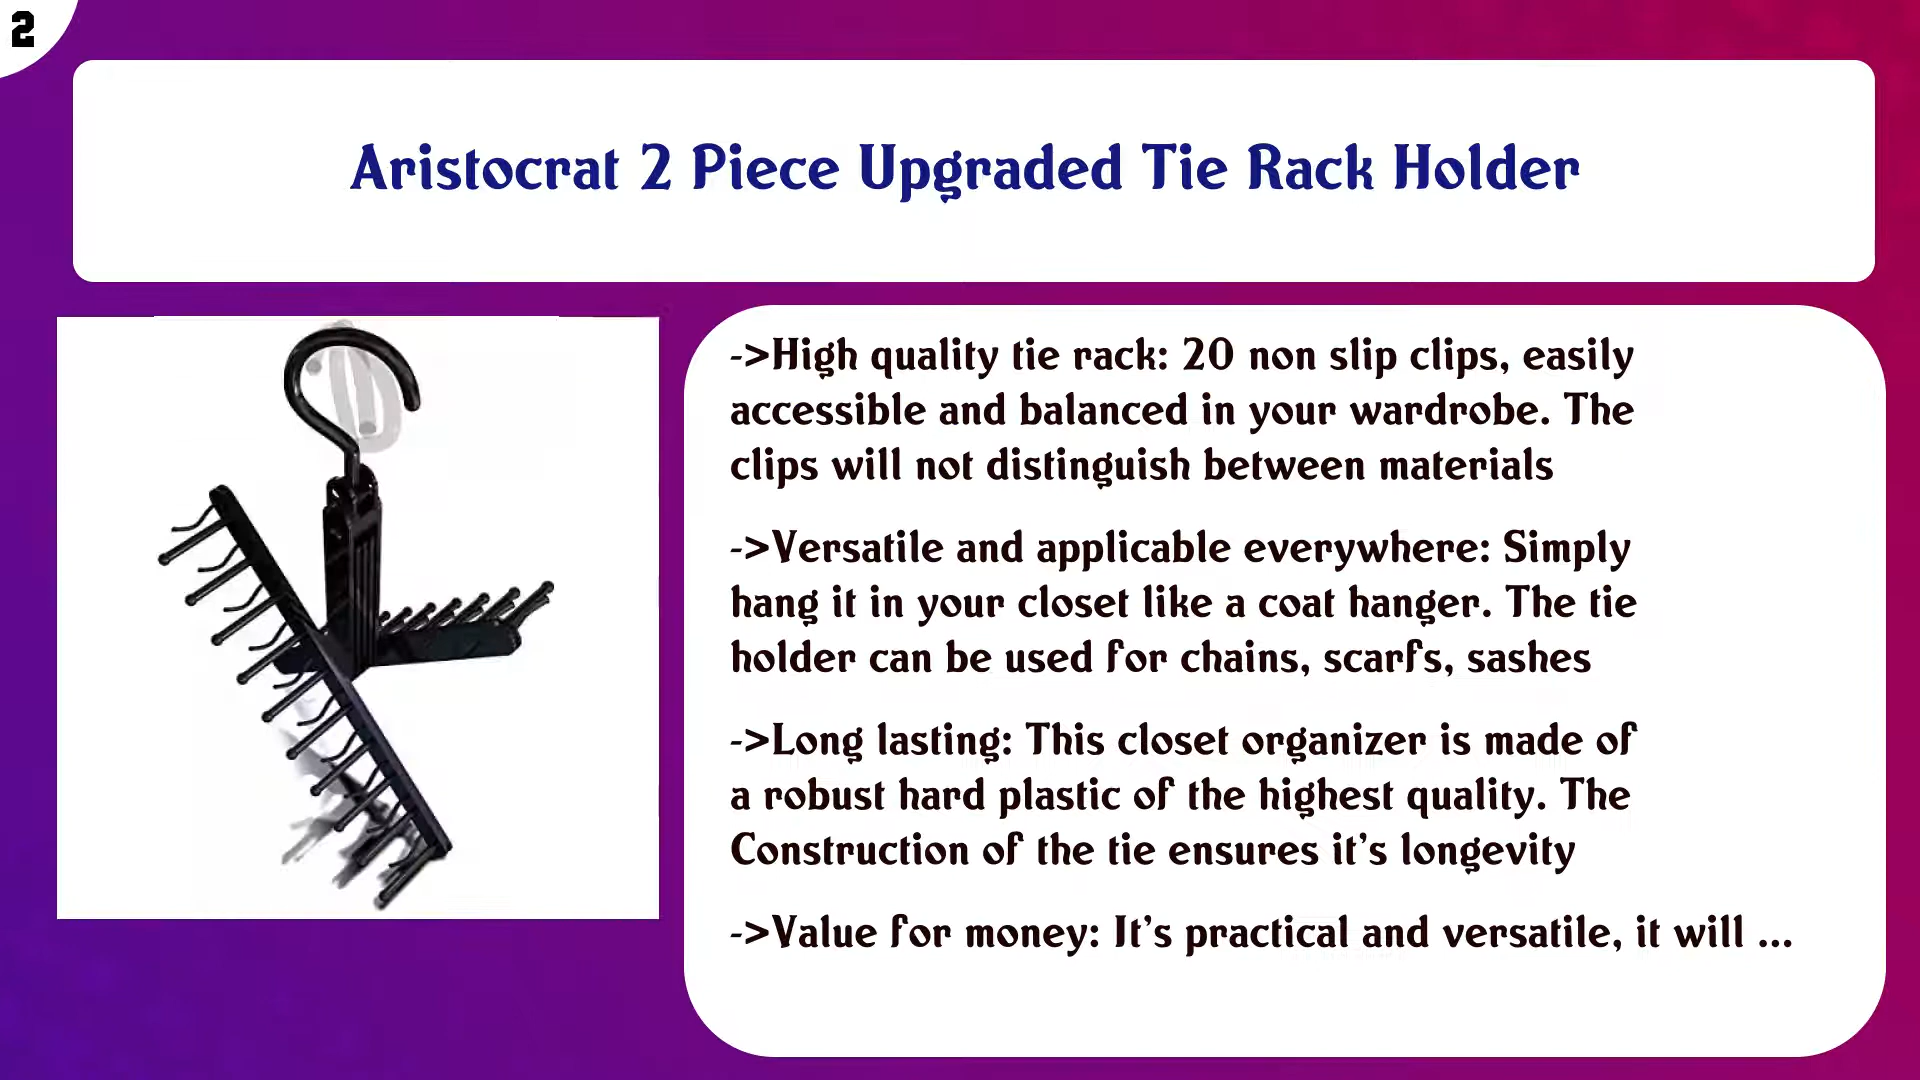 2
Aristocrat 2 Piece Upgraded Tie Rack Holder
->High quality tie rack: 20 non slip clips, easily
accessible and balanced in your wardrobe. The
clips will not distinguish between materials
->Versatile and applicable everywhere: Simply
hang it in your closet like a coat hanger. The tie
holder can be used for chains, scarfs, sashes
->Long lasting: This closet organizer is made of
a robust hard plastic of the highest quality. The
Construction of the tie ensures it's longevity
->Value for money: It's practical and versatile, it will ...